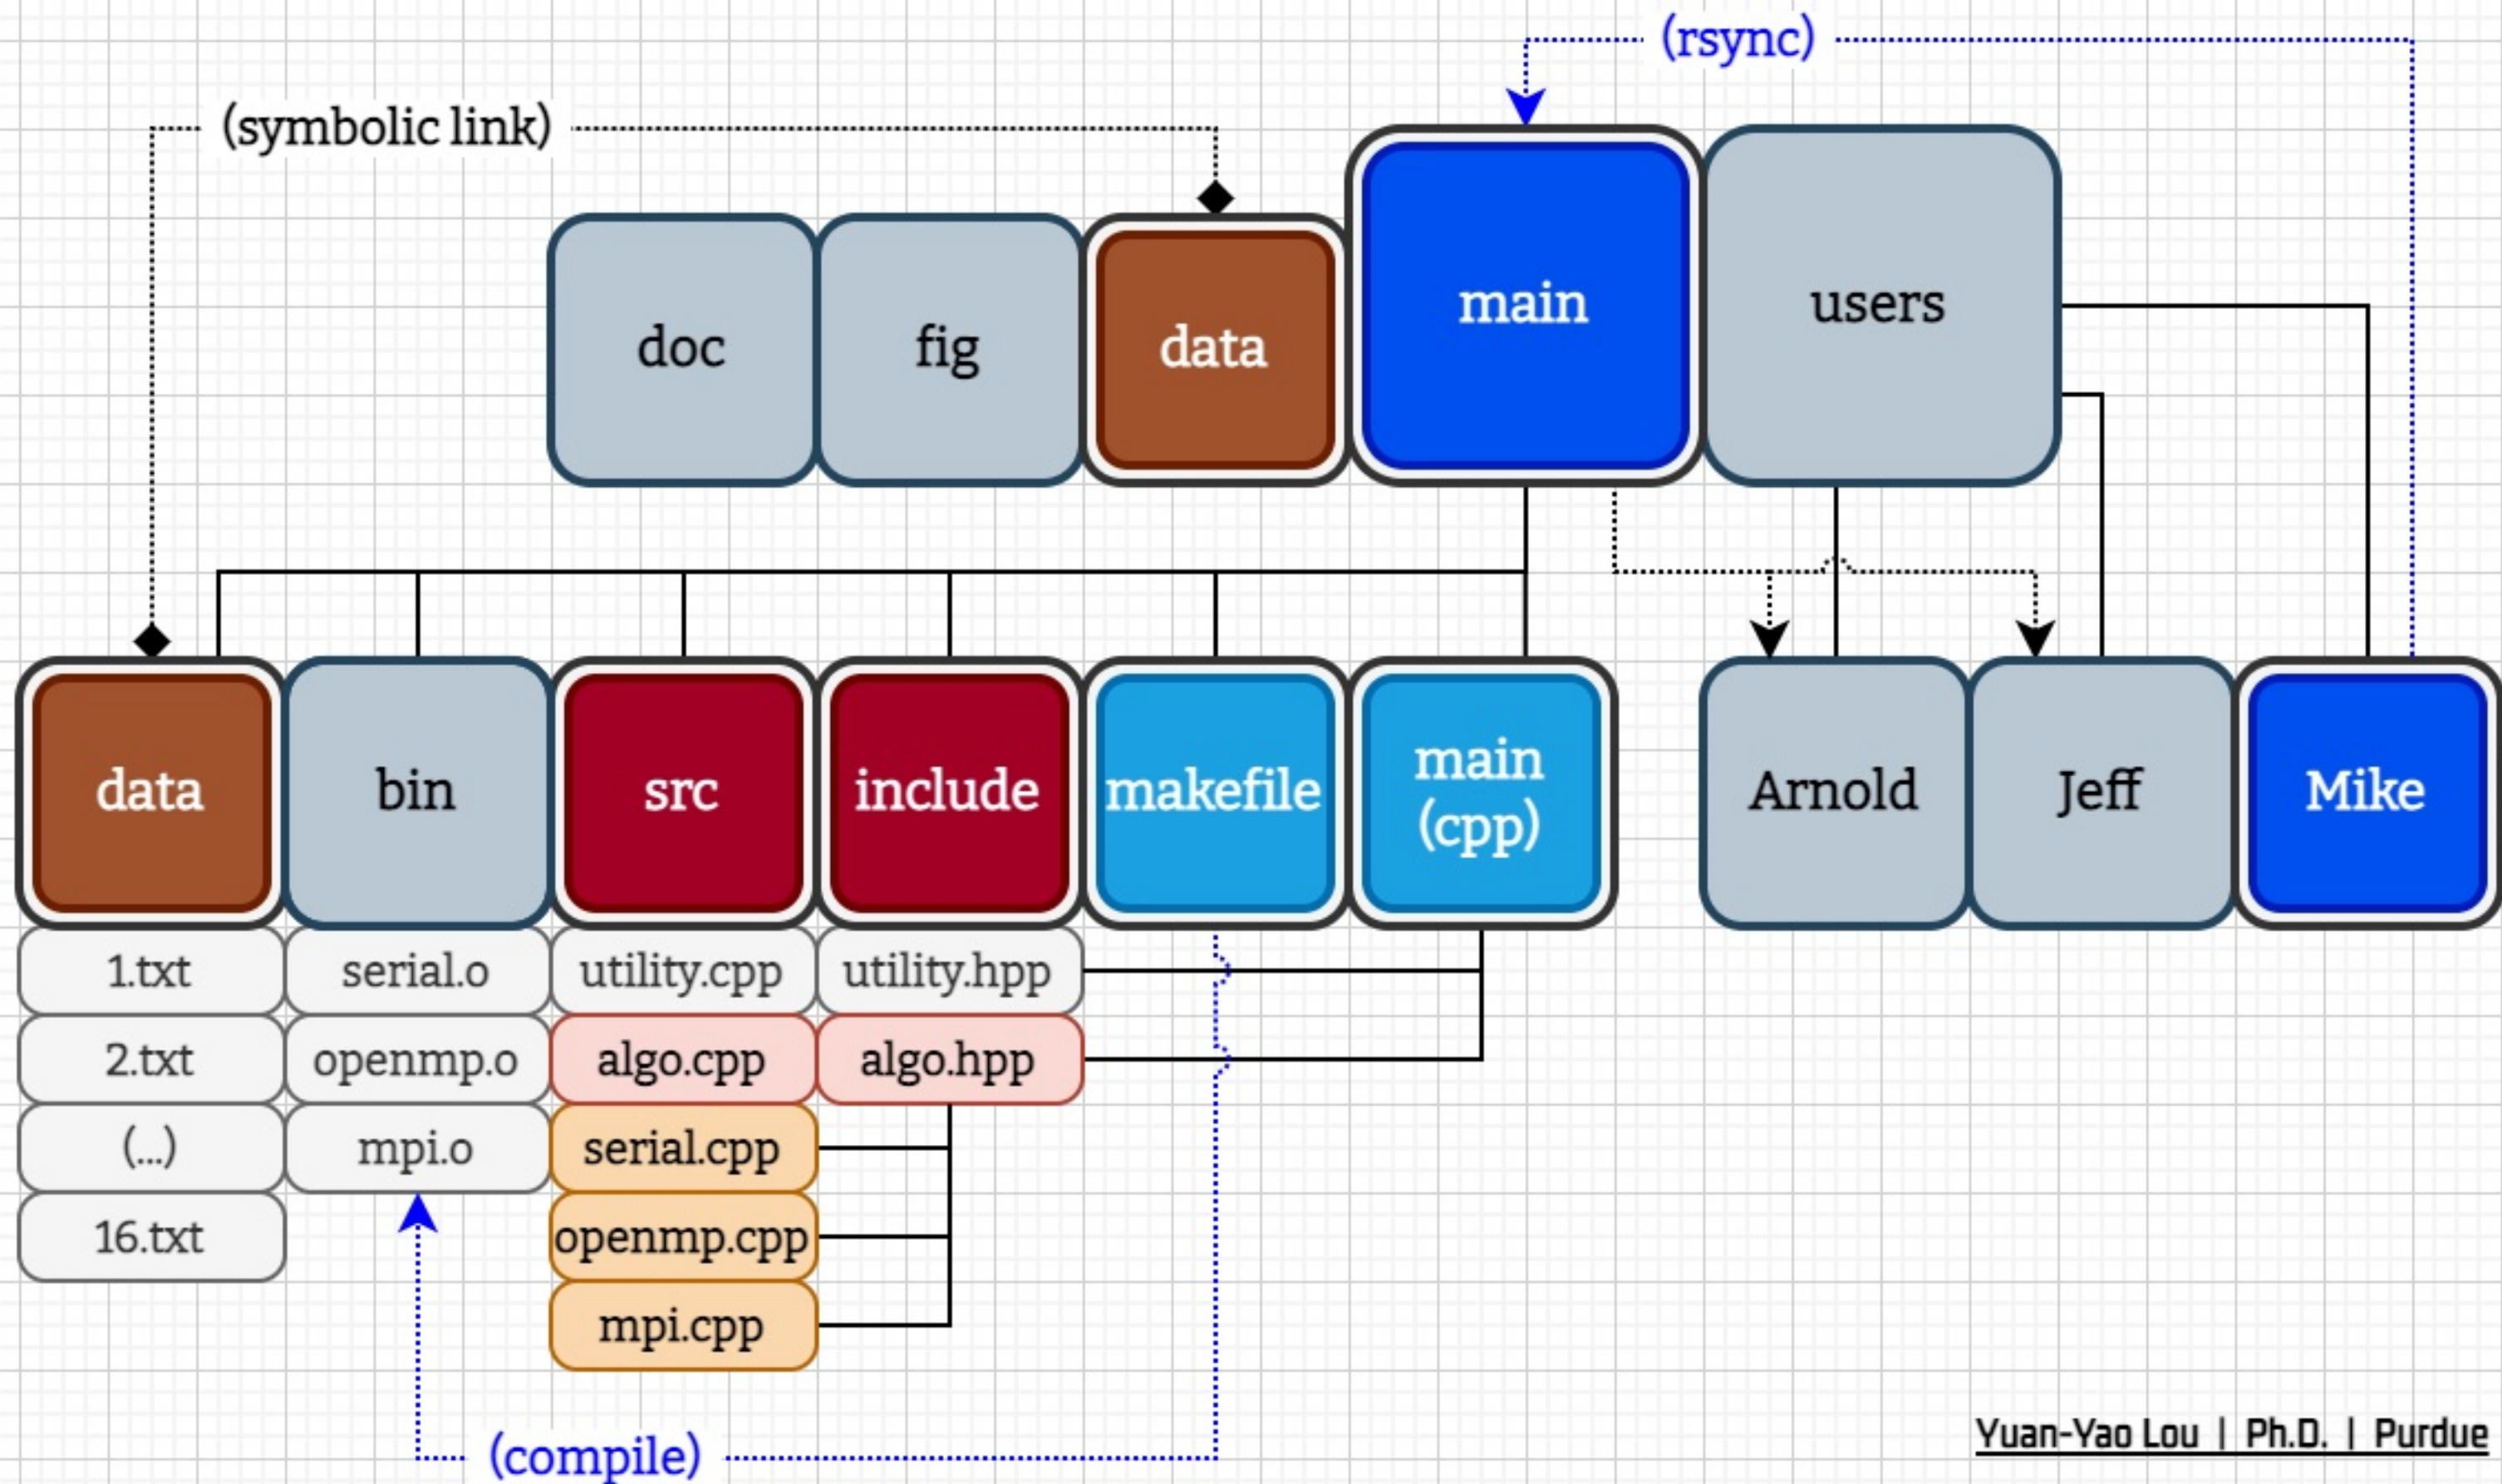 (rsync)
(symbolic link)
doc
fig
data
main
users
data
bin
src
include
makefile
main
(cpp)
Arnold
Jeff
Mike
1.txt
serial.o
utility.cpp
utility.hpp
2.txt
openmp.o
algo.cpp
algo.hpp
(...)
mpi.o
serial.cpp
16.txt
openmp.cpp
mpi.cpp
(compile)
Yuan-Yao Lou | Ph.D. | Purdue